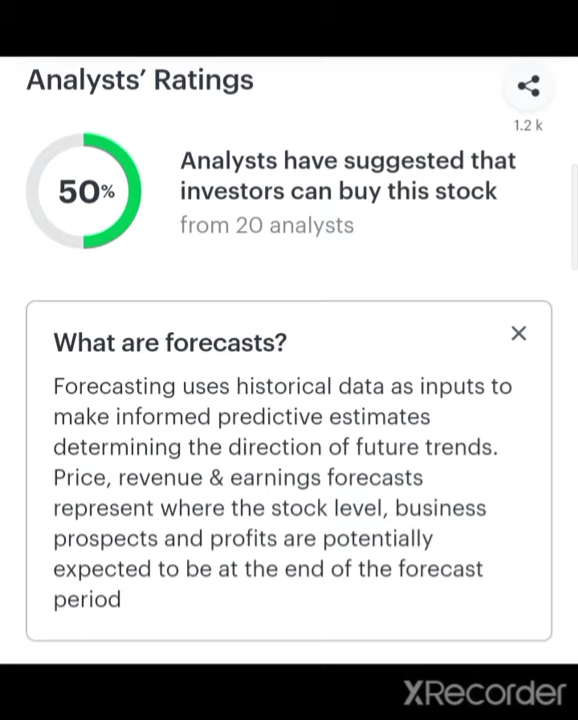 Analysts’ Ratings
1.2 k
50%
Analysts have suggested that
investors can buy this stock
from 20 analysts
What are forecasts?
Forecasting uses historical data as inputs to
make informed predictive estimates
determining the direction of future trends.
Price, revenue & earnings forecasts
represent where the stock level, business
prospects and profits are potentially
expected to be at the end of the forecast
period
XRecorder